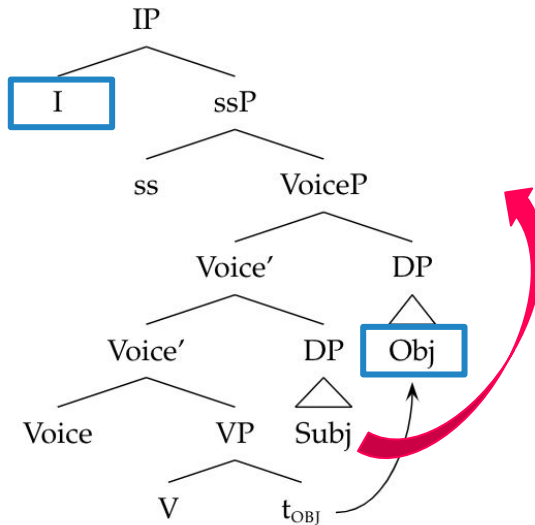 IP
I ssP
ss VoiceP
Voice' DP
Voice' DP Obj
Voice VP Subj
V tOBJ